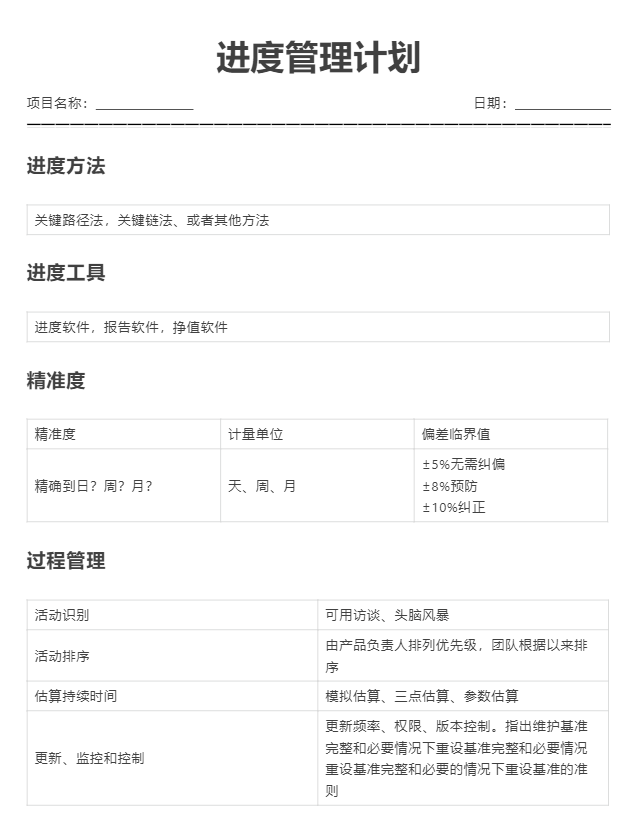 进度管理计划
项目名称：______________ 日期：______________
进度方法
关键路径法，关键链法、或者其他方法
进度工具
进度软件，报告软件，挣值软件
精准度
精准度 计量单位 偏差临界值
±5%无需纠偏
精确到日？周？月？ 天、周、月 ±8%预防
±10%纠正
过程管理
活动识别 可用访谈、头脑风暴
活动排序 由产品负责人排列优先级，团队根据以来排
序
估算持续时间 模拟估算、三点估算、参数估算
更新、监控和控制 更新频率、权限、版本控制。指出维护基准
完整和必要情况下重设基准完整和必要情况
重设基准完整和必要的情况下重设基准的准
则